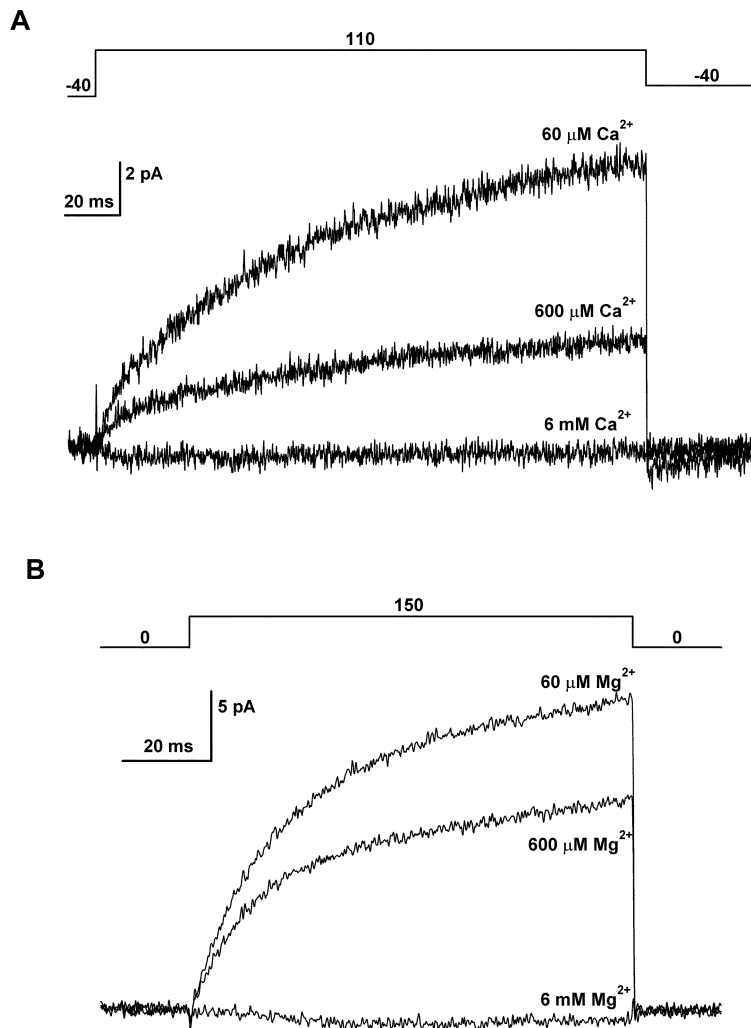 A
110
-40
-40
60 μM Ca2+
2 pA
20 ms
600 μM Ca2+
6 mM Ca2+
B
150
0
0
60 μM Mg2+
5 pA
20 ms
600 μM Mg2+
6 mM Mg2+